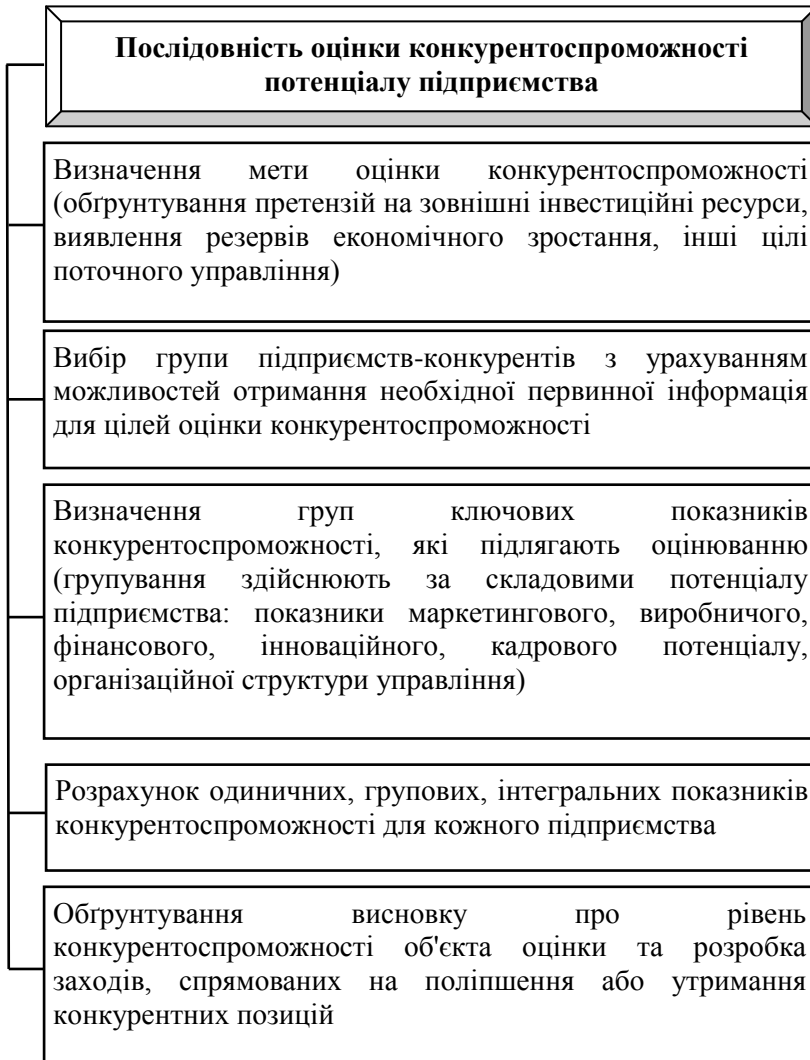 Послідовність оцінки конкурентоспроможності
потенціалу підприємства
Визначення мети оцінки конкурентоспроможності
(обґрунтування претензій на зовнішні інвестиційні ресурси,
виявлення резервів економічного зростання, інші цілі
поточного управління)
Вибір групи підприємств-конкурентів з урахуванням
можливостей отримання необхідної первинної інформація
для цілей оцінки конкурентоспроможності
Визначення груп ключових показників
конкурентоспроможності, які підлягають оцінюванню
(групування здійснюють за складовими потенціалу
підприємства: показники маркетингового, виробничого,
фінансового, інноваційного, кадрового потенціалу,
організаційної структури управління)
Розрахунок одиничних, групових, інтегральних показників
конкурентоспроможності для кожного підприємства
Обґрунтування висновку про рівень
конкурентоспроможності об'єкта оцінки та розробка
заходів, спрямованих на поліпшення або утримання
конкурентних позицій